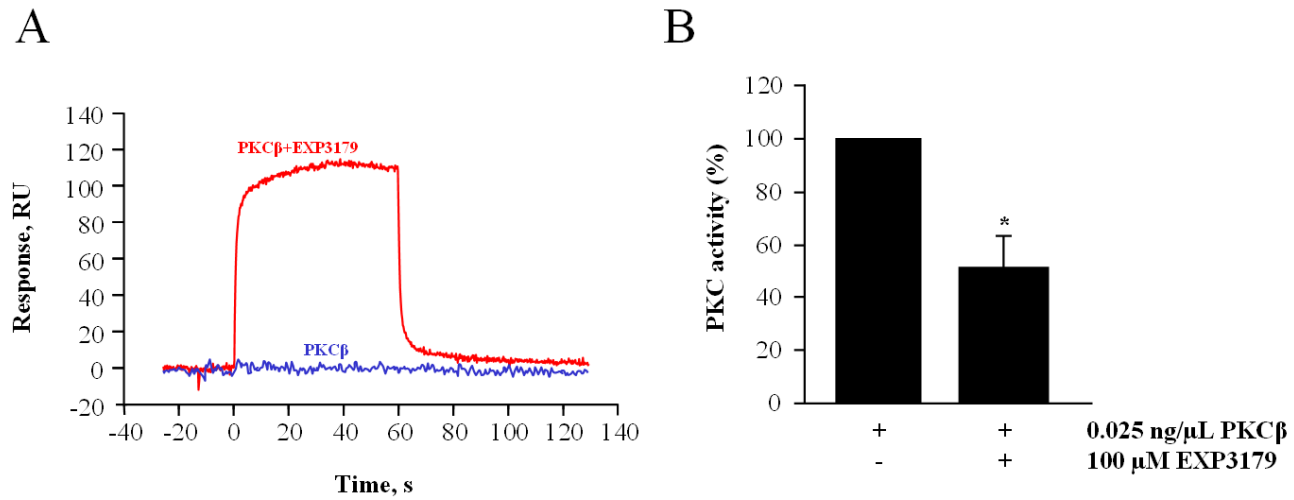 A
Response, RU
140
120
100
80
60
40
20
0
-20
PKCβ+EXP3179
PKCβ
-40 -20 0 20 40 60 80 100 120 140
Time, s
B
PKC activity (%)
120
100
80
60
40
20
0
*
+ + 0.025 ng/μL PKCβ
- + 100 μM EXP3179